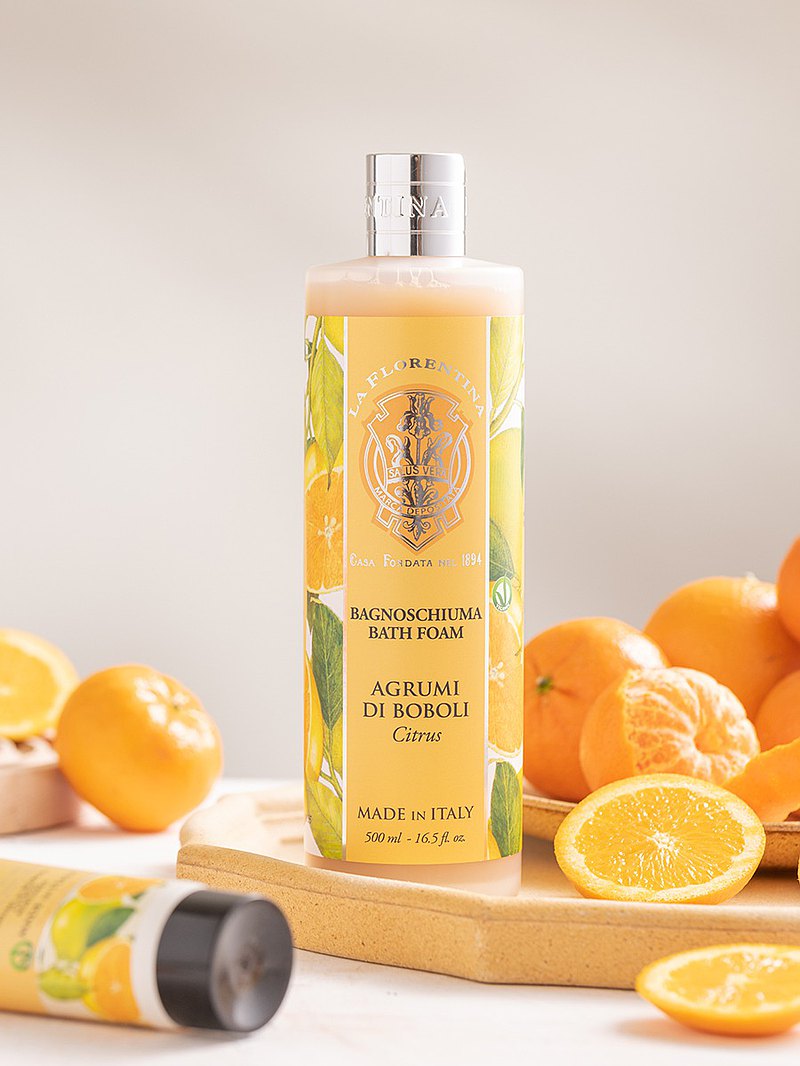 NTINA
LA FLORENTINA
SALUS VERA
MARCA DEPOSITATA
CASA FONDATA NEL 1894
BAGNOSCHIUMA
BATH FOAM
AGRUMI
DI BOBOLI
Citrus
MADE IN ITALY
500 ml - 16.5 fl. oz.